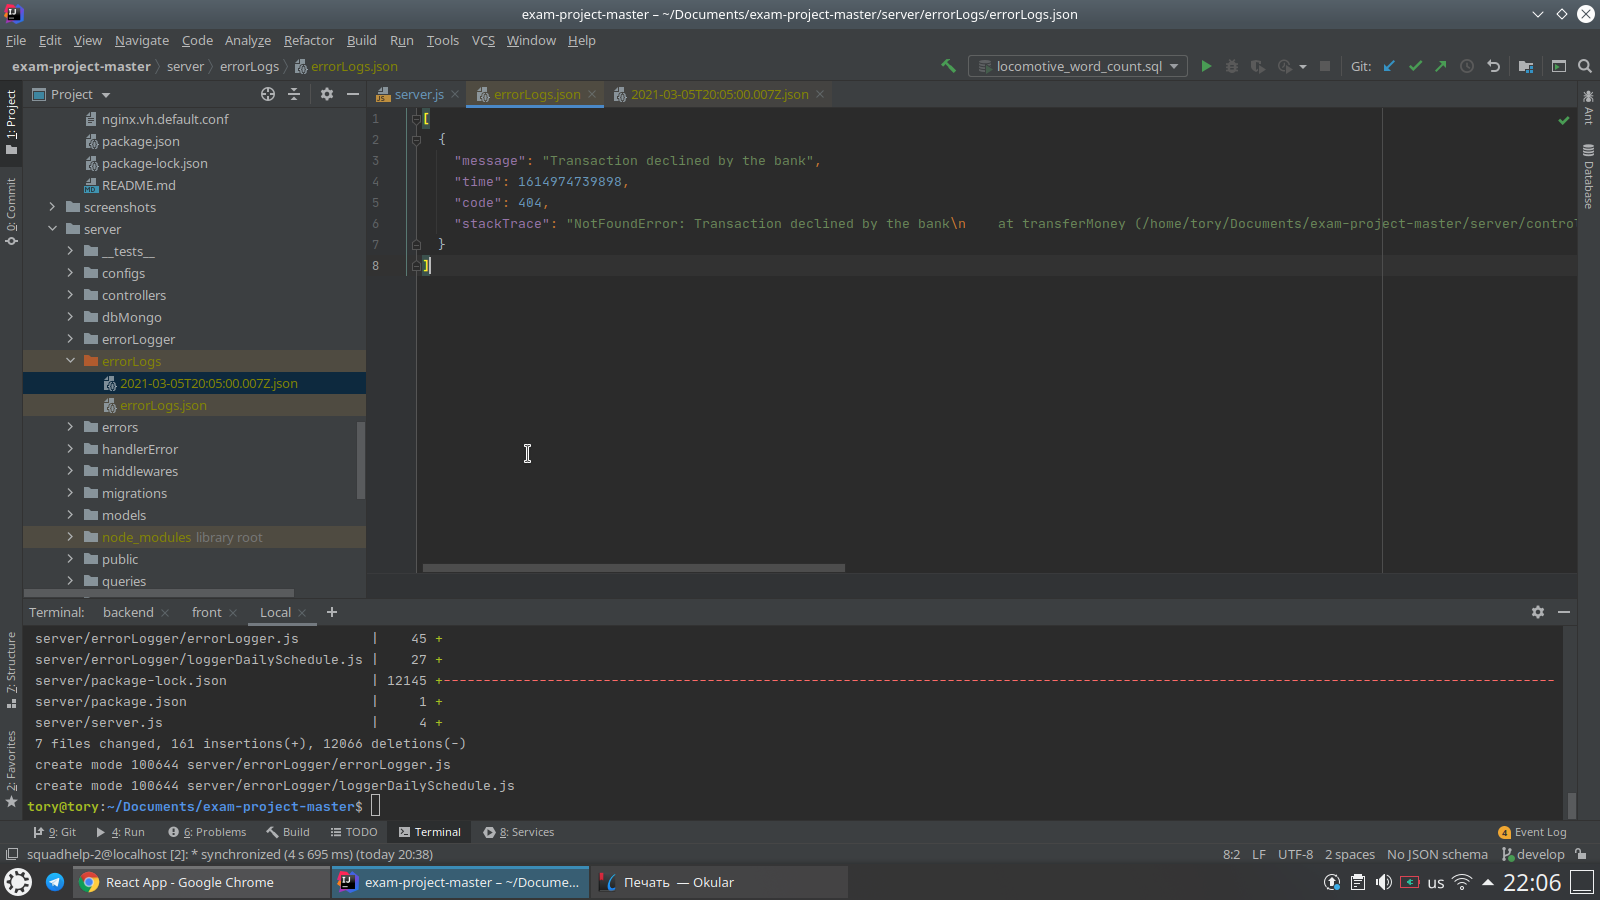 exam-project-master – ~/Documents/exam-project-master/server/errorLogs/errorLogs.json
File Edit View Navigate Code Analyze Refactor Build Run Tools VCS Window Help
exam-project-master server errorLogs errorLogs.json locomotive_word_count.sql Git:
1: Project
0: Commit
7: Structure
2: Favorites
Project
nginx.vh.default.conf
package.json
package-lock.json
README.md
screenshots
server
__tests__
configs
controllers
dbMongo
errorLogger
errorLogs
2021-03-05T20:05:00.007Z.json
errorLogs.json
errors
handlerError
middlewares
migrations
models
node_modules library root
public
queries
server.js errorLogs.json 2021-03-05T20:05:00.007Z.json
1 [
2 {
3 "message": "Transaction declined by the bank",
4 "time": 1614974739898,
5 "code": 404,
6 "stackTrace": "NotFoundError: Transaction declined by the bank\n    at transferMoney (/home/tory/Documents/exam-project-master/server/contro
7 }
8 ]
Ant
Database
Terminal: backend front Local +
server/errorLogger/errorLogger.js | 45 +
server/errorLogger/loggerDailySchedule.js | 27 +
server/package-lock.json | 12145 +-------------------------------------------------------------------------------------------------------------------------------------------
server/package.json | 1 +
server/server.js | 4 +
7 files changed, 161 insertions(+), 12066 deletions(-)
create mode 100644 server/errorLogger/errorLogger.js
create mode 100644 server/errorLogger/loggerDailySchedule.js
tory@tory:~/Documents/exam-project-master$
9: Git 4: Run 6: Problems Build TODO Terminal 8: Services 4 Event Log
squadhelp-2@localhost [2]: * synchronized (4 s 695 ms) (today 20:38) 8:2 LF UTF-8 2 spaces No JSON schema develop
React App - Google Chrome exam-project-master – ~/Docume... Печать — Okular us 22:06